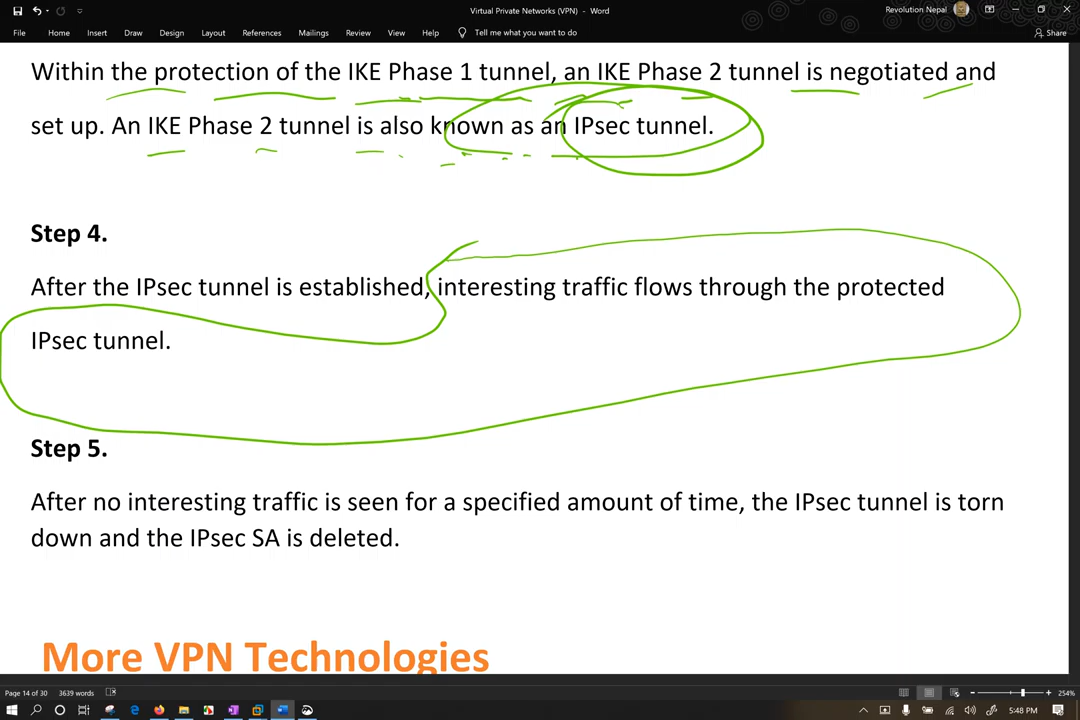 Virtual Private Networks (VPN) - Word
Revolution Nepal
File Home Insert Draw Design Layout References Mailings Review View Help Tell me what you want to do
Share
Within the protection of the IKE Phase 1 tunnel, an IKE Phase 2 tunnel is negotiated and
set up. An IKE Phase 2 tunnel is also known as an IPsec tunnel.
Step 4.
After the IPsec tunnel is established, interesting traffic flows through the protected
IPsec tunnel.
Step 5.
After no interesting traffic is seen for a specified amount of time, the IPsec tunnel is torn
down and the IPsec SA is deleted.
More VPN Technologies
Page 14 of 30 3639 words
254%
5:48 PM